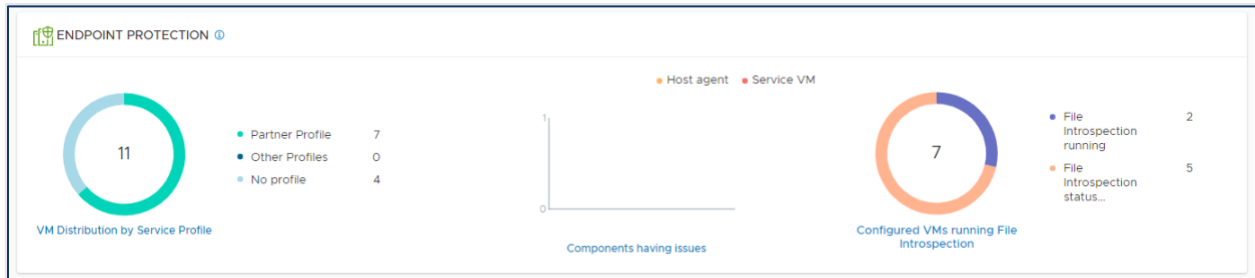 ENDPOINT PROTECTION
11
Partner Profile 7
Other Profiles 0
No profile 4
VM Distribution by Service Profile
Host agent Service VM
1
0
Components having issues
7
File 2
Introspection
running
File 5
Introspection
status...
Configured VMs running File
Introspection